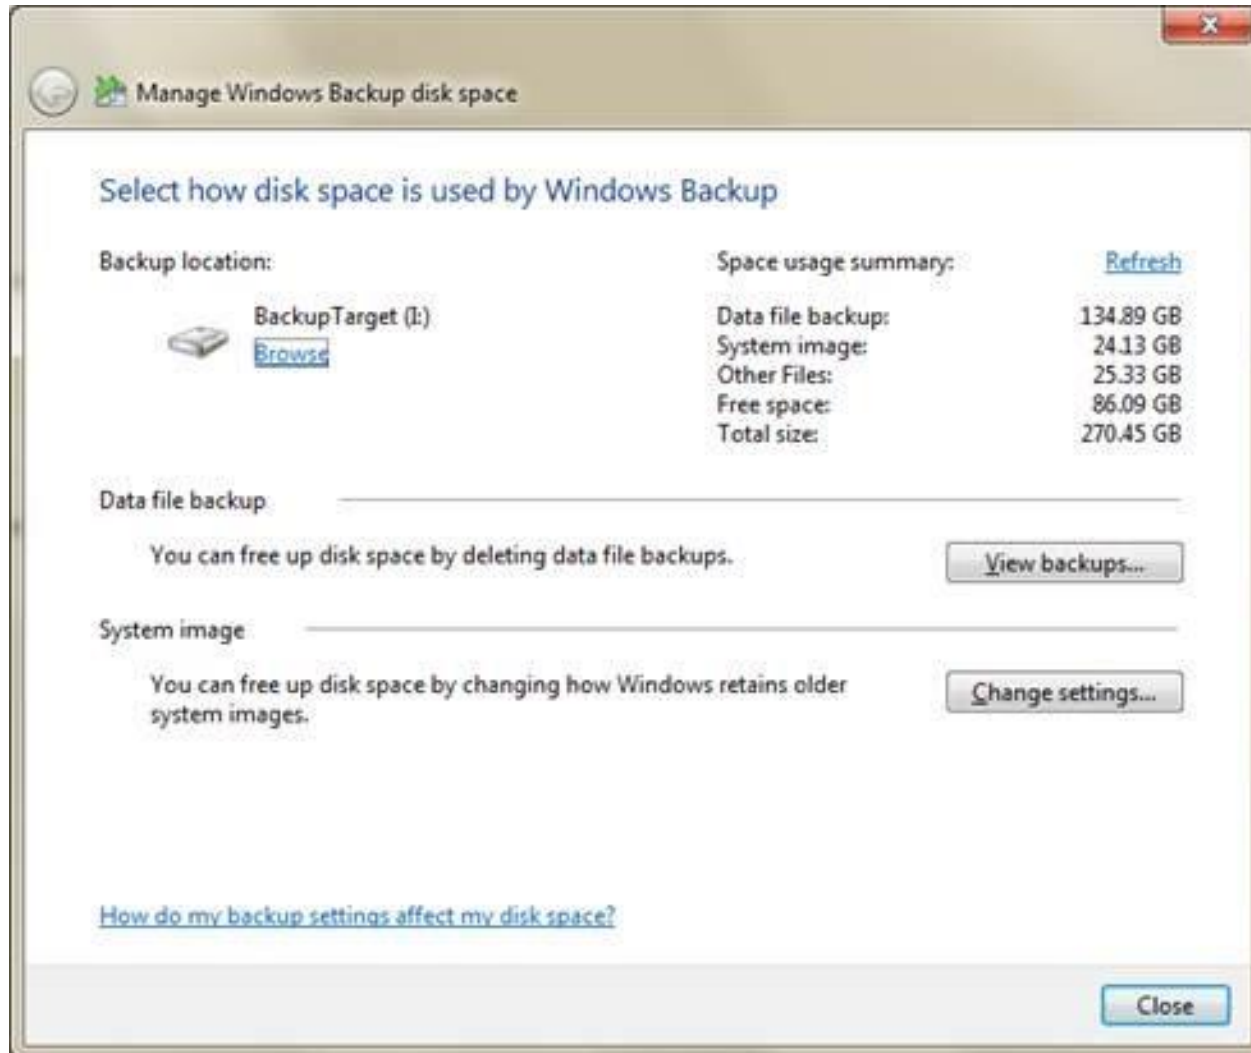 Manage Windows Backup disk space
Select how disk space is used by Windows Backup
Backup location:
BackupTarget (I:)
Browse
Space usage summary: Refresh
Data file backup: 134.89 GB
System image: 24.13 GB
Other Files: 25.33 GB
Free space: 86.09 GB
Total size: 270.45 GB
Data file backup
You can free up disk space by deleting data file backups.
View backups...
System image
You can free up disk space by changing how Windows retains older
system images.
Change settings...
How do my backup settings affect my disk space?
Close